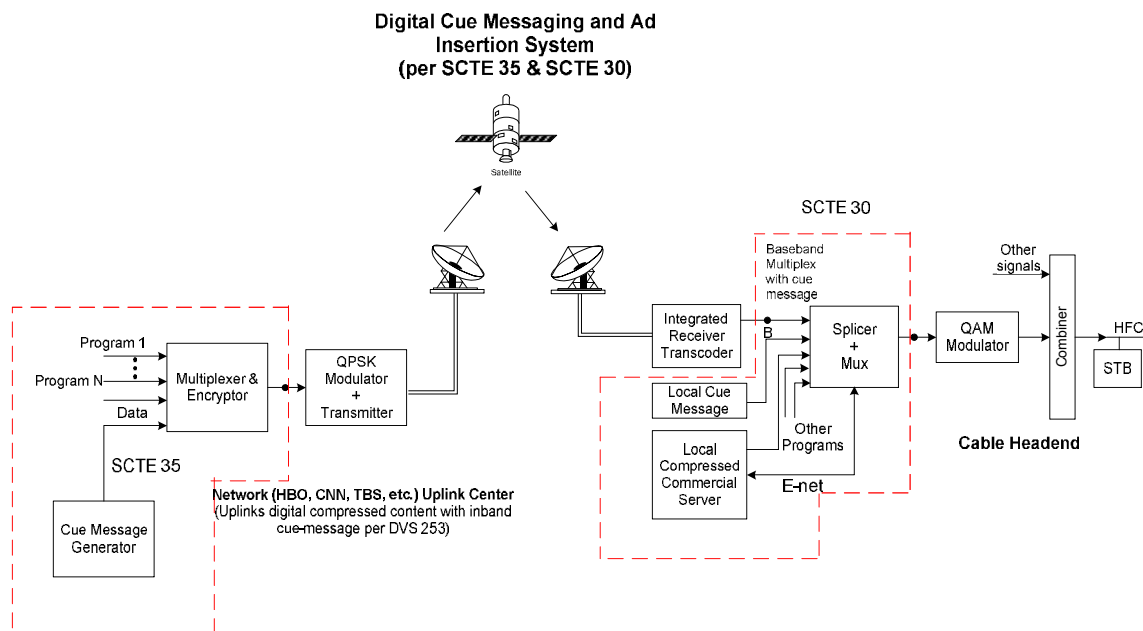 Digital Cue Messaging and Ad
Insertion System
(per SCTE 35 & SCTE 30)
Satellite
SCTE 30
Baseband
Multiplex
with cue
message
Other
signals
Program 1
Program N
Data
Multiplexer &
Encryptor
QPSK
Modulator
+
Transmitter
Integrated
Receiver
Transcoder
B
Splicer
+
Mux
QAM
Modulator
Combiner
HFC
STB
Local Cue
Message
Other
Programs
Local
Compressed
Commercial
Server
E-net
Cable Headend
SCTE 35
Cue Message
Generator
Network (HBO, CNN, TBS, etc.) Uplink Center
(Uplinks digital compressed content with inband
cue-message per DVS 253)